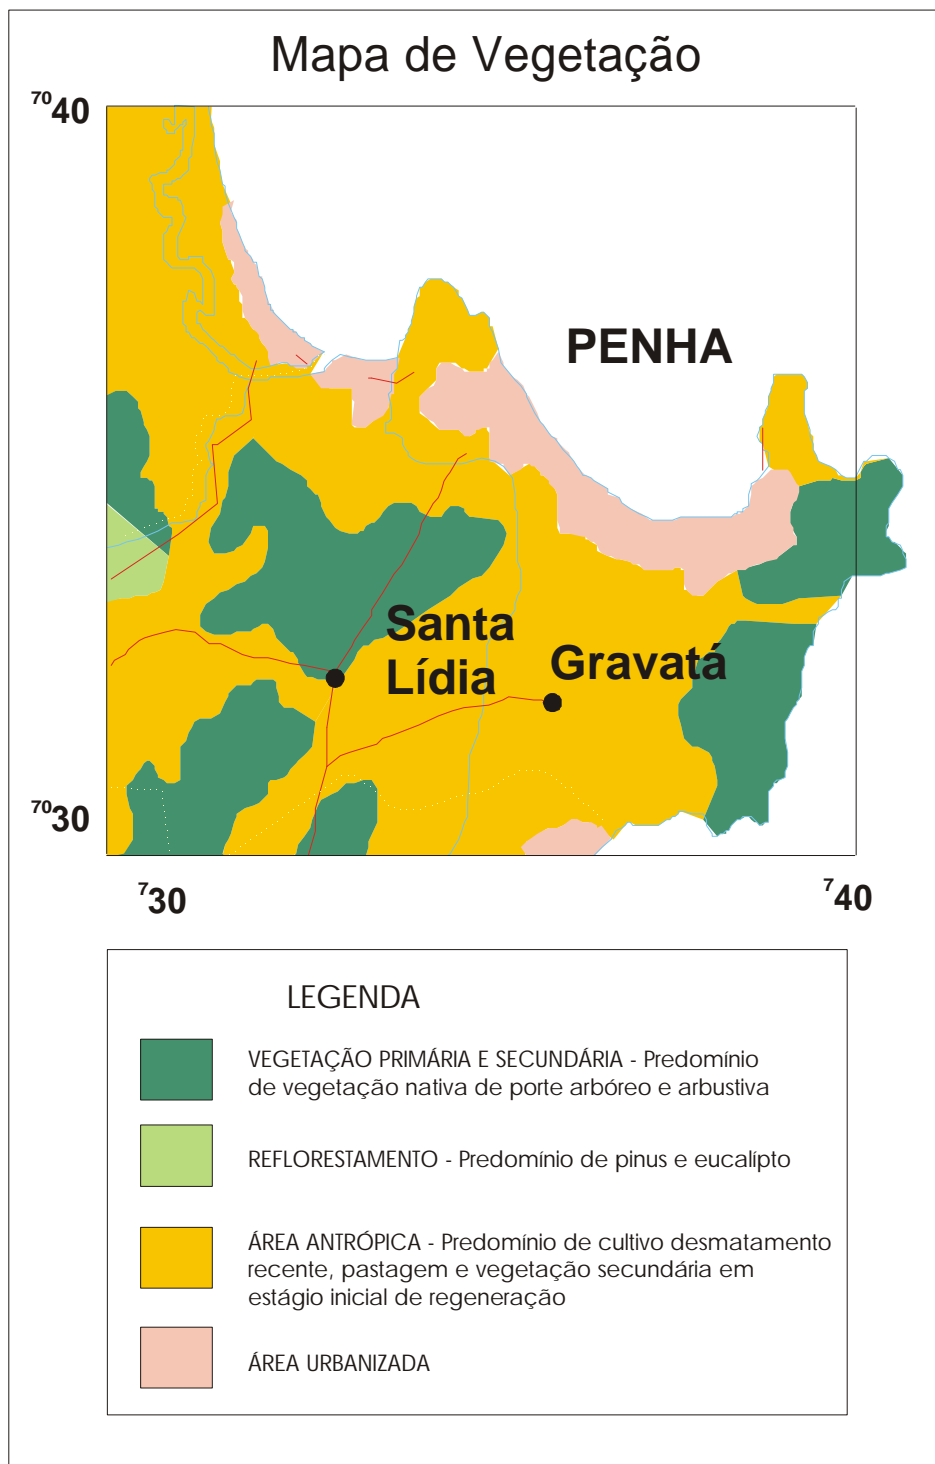 Mapa de Vegetação
7040
PENHA
Santa
Lídia
Gravatá
7030
730
740
LEGENDA
VEGETAÇÃO PRIMÁRIA E SECUNDÁRIA - Predomínio
de vegetação nativa de porte arbóreo e arbustiva
REFLORESTAMENTO - Predomínio de pinus e eucalípto
ÁREA ANTRÓPICA - Predomínio de cultivo desmatamento
recente, pastagem e vegetação secundária em
estágio inicial de regeneração
ÁREA URBANIZADA